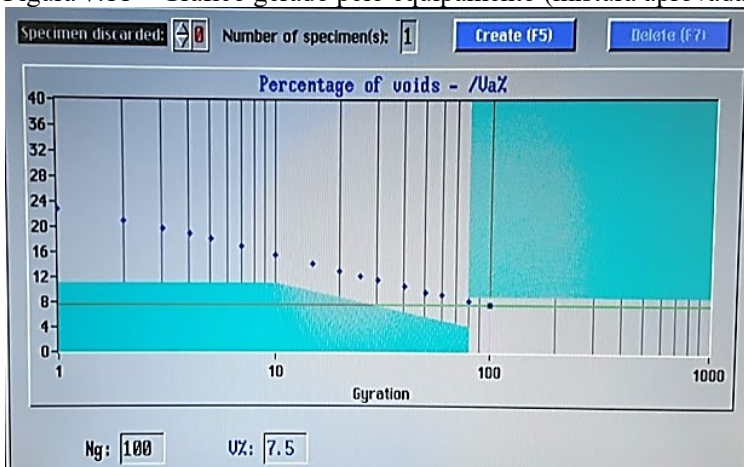 Specimen discarded: 0 Number of specimen(s): 1 Create (F5) Delete (F7)
Percentage of voids - /Va%
40
36
32
28
24
20
16
12
8
4
0
1 10 100 1000
Gyration
Ng: 100 V%: 7.5